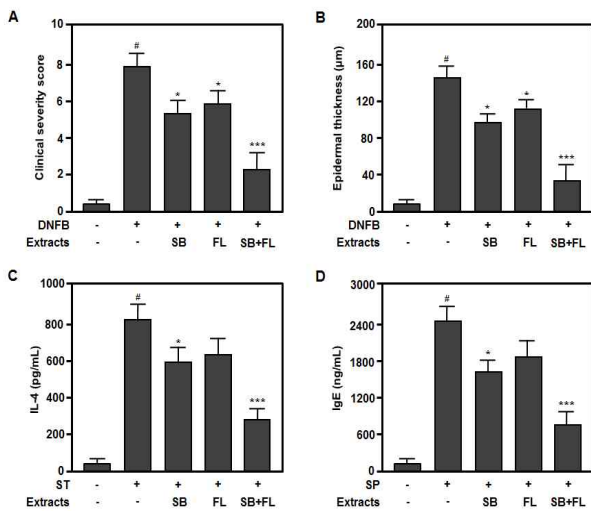 A
Clinical severity score
10
8
6
4
2
0
#
*
*
***
DNFB - + + + +
Extracts - - SB FL SB+FL
B
Epidermal thickness (μm)
200
160
120
80
40
0
#
*
*
***
DNFB - + + + +
Extracts - - SB FL SB+FL
C
IL-4 (pg/mL)
1000
800
600
400
200
0
#
*
***
ST - + + + +
Extracts - - SB FL SB+FL
D
IgE (ng/mL)
3000
2400
1800
1200
600
0
#
*
***
SP - + + + +
Extracts - - SB FL SB+FL